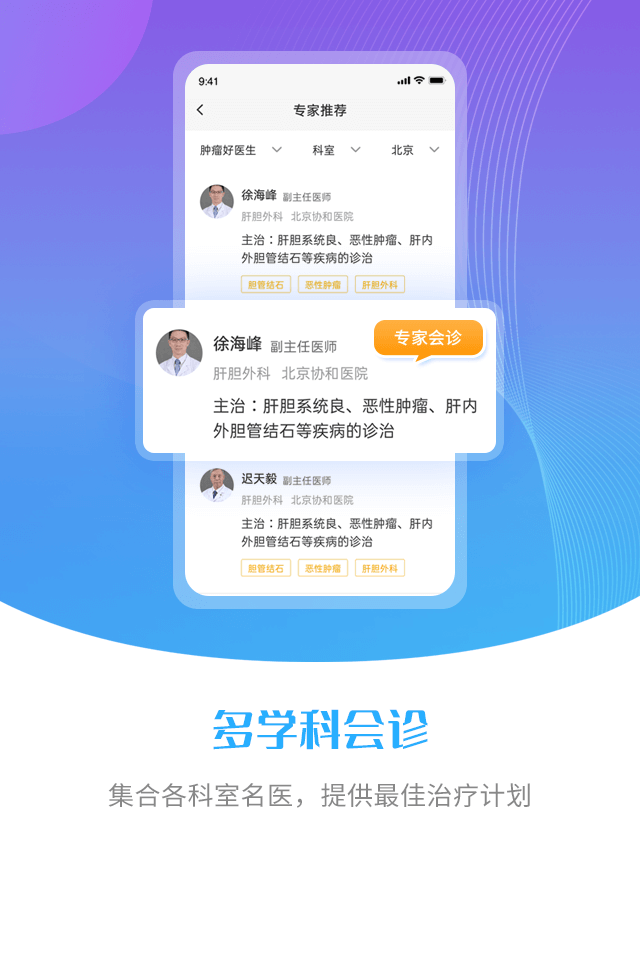 9:41
专家推荐
肿瘤好医生 科室 北京
徐海峰 副主任医师
肝胆外科 北京协和医院
主治：肝胆系统良、恶性肿瘤、肝内
外胆管结石等疾病的诊治
胆管结石 恶性肿瘤 肝胆外科
徐海峰 副主任医师 专家会诊
肝胆外科 北京协和医院
主治：肝胆系统良、恶性肿瘤、肝内
外胆管结石等疾病的诊治
迟天毅 副主任医师
肝胆外科 北京协和医院
主治：肝胆系统良、恶性肿瘤、肝内
外胆管结石等疾病的诊治
胆管结石 恶性肿瘤 肝胆外科
多学科会诊
集合各科室名医，提供最佳治疗计划